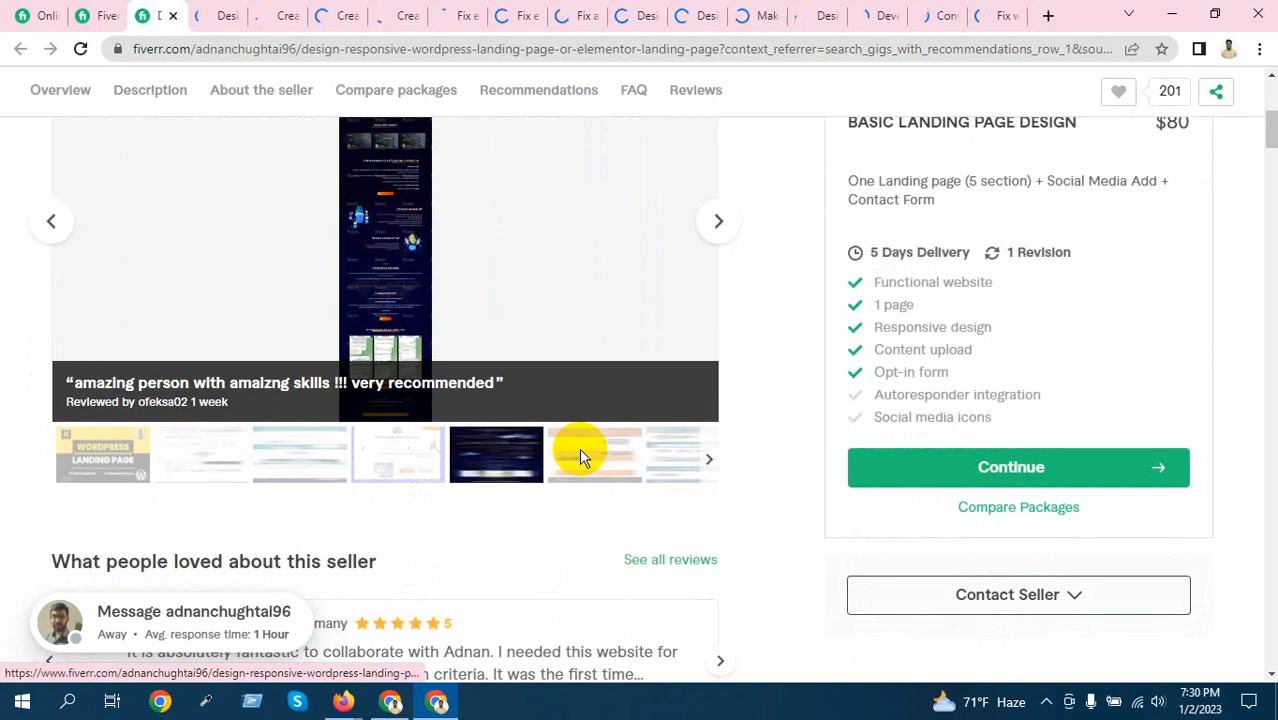 Mak
fiverr.com/adnanchughtai96/design-responsive-wordpress-landing-page-or-elementor-landing-page?context_referrer=search_gigs_with_recommendations_row_1&sou...
Overview Description About the seller Compare packages Recommendations FAQ Reviews
201
BASIC LANDING PAGE DESIGN $80
One Landing page (5 section) + Social Media Add +
Contact Form
5 Days Delivery 1 Revision
Functional website
1 page
Responsive design
Content upload
Opt-in form
Autoresponder integration
Social media icons
Continue
Compare Packages
Contact Seller
“amazing person with amaizng skills !!! very recommended”
Reviewed by ofeksa02 1 week
WORDPRESS
LANDING PAGE
What people loved about this seller
See all reviews
many 5
It is absolutely fantastic to collaborate with Adnan. I needed this website for
n criteria. It was the first time...
Message adnanchughtai96
Away • Avg. response time: 1 Hour
https://www.fiverr.com/adnanchughtai96/design-responsive-wordpress-landing-p...
71°F Haze
7:30 PM
1/2/2023